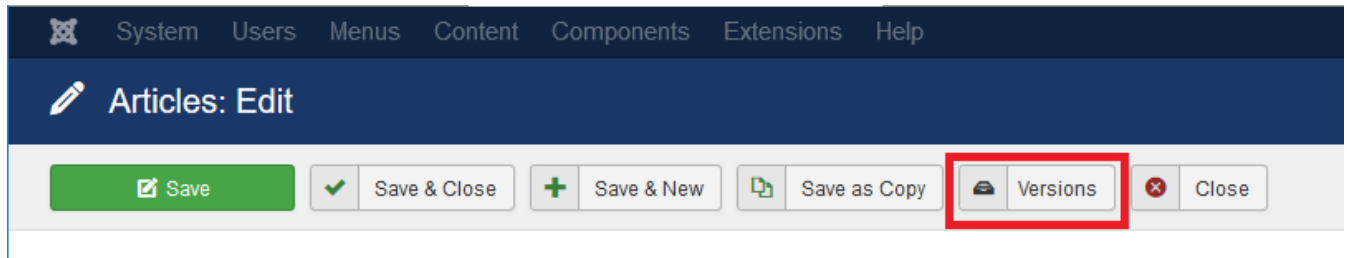 System Users Menus Content Components Extensions Help
Articles: Edit
Save Save & Close Save & New Save as Copy Versions Close